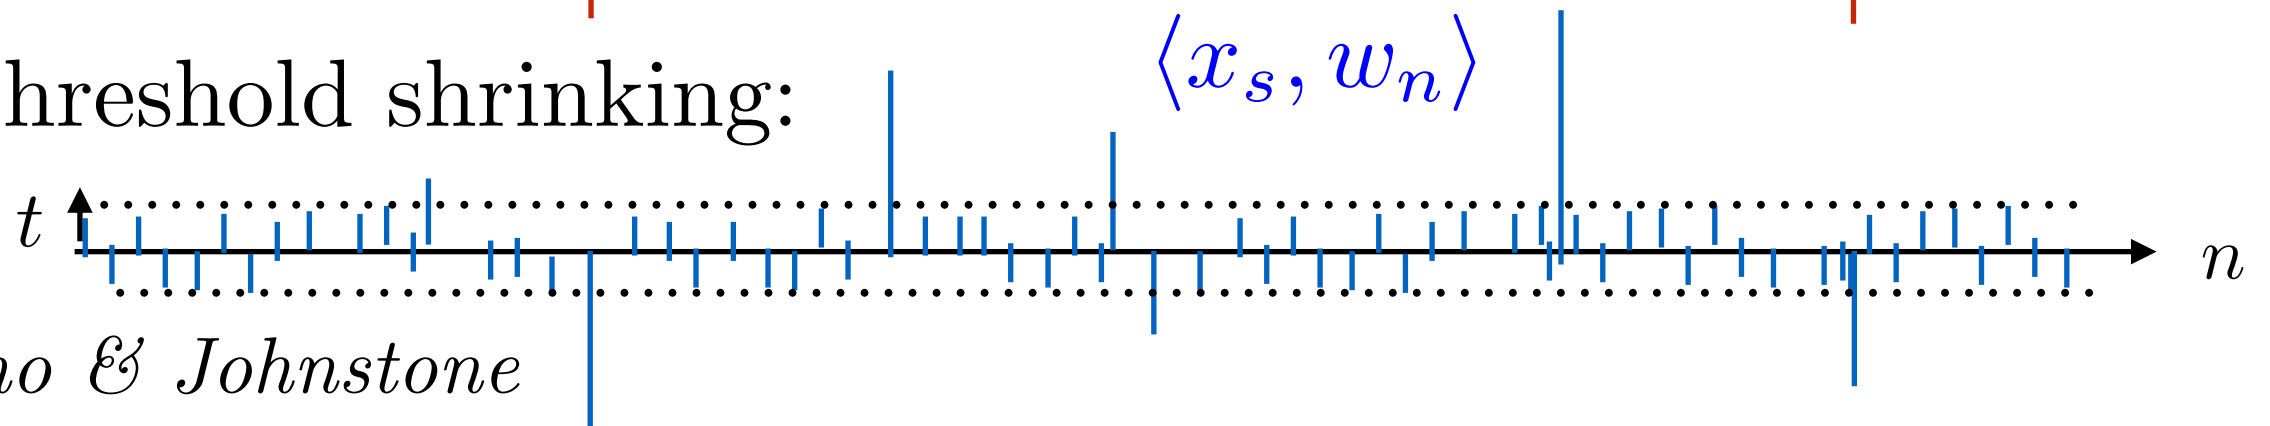 ⟨x_s, w_n⟩
hreshold shrinking:
t
n
no & Johnstone